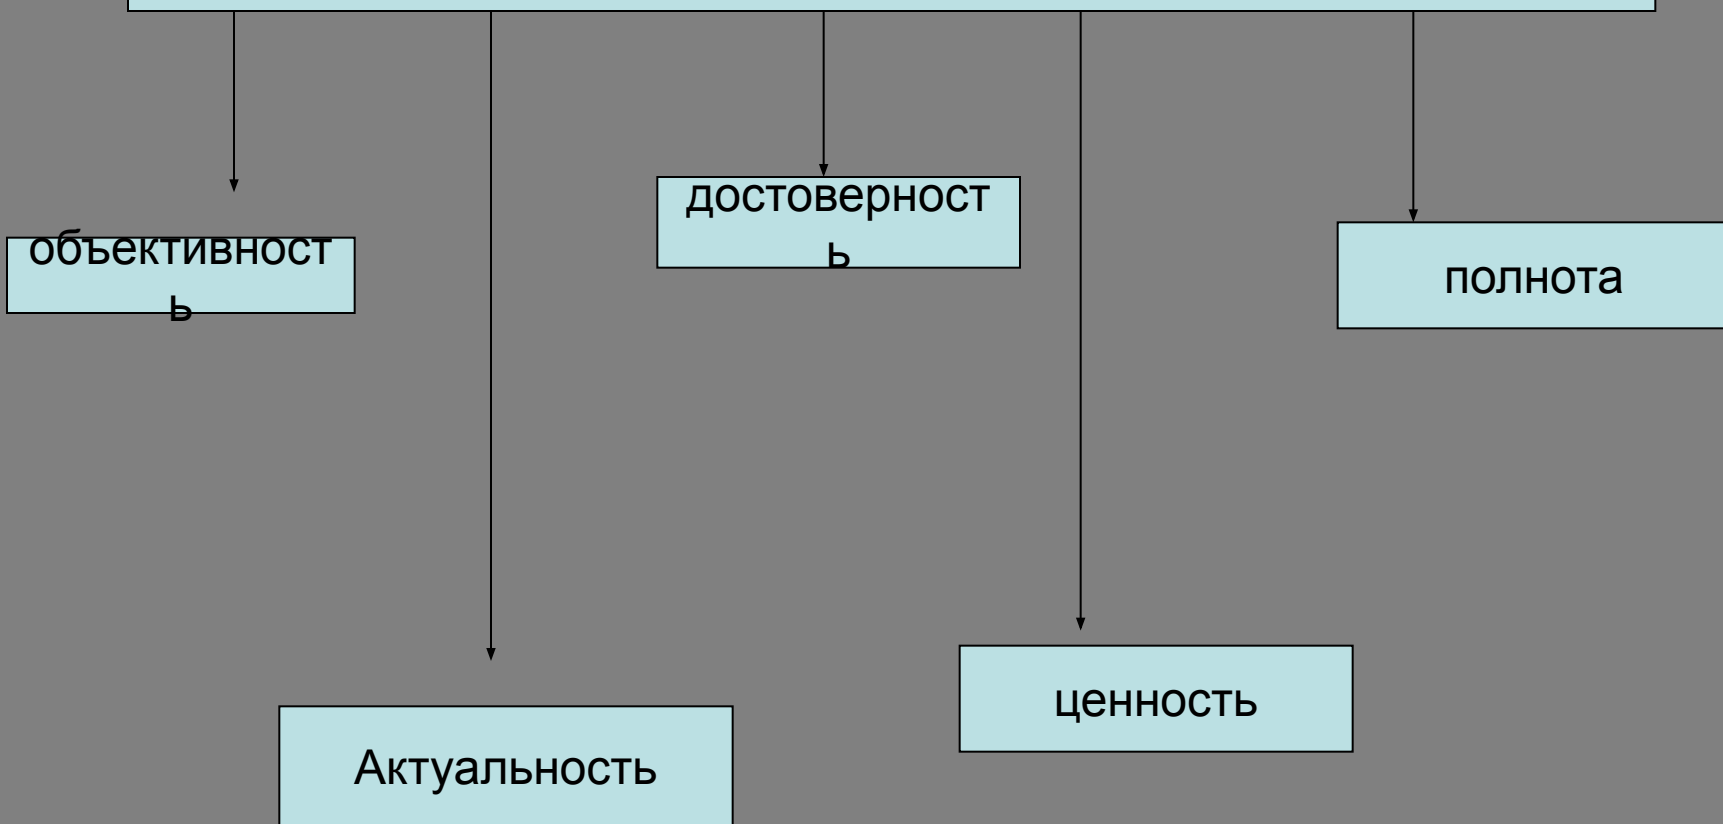 объективност
ь
достоверност
ь
полнота
Актуальность
ценность